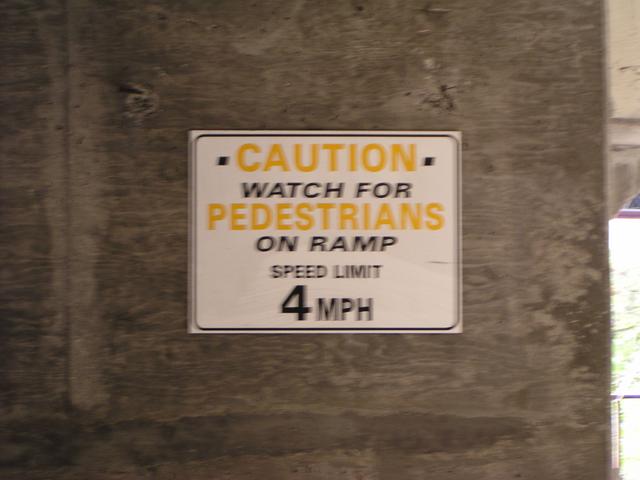 CAUTION
WATCH FOR
PEDESTRIANS
ON RAMP
SPEED LIMIT
4 MPH